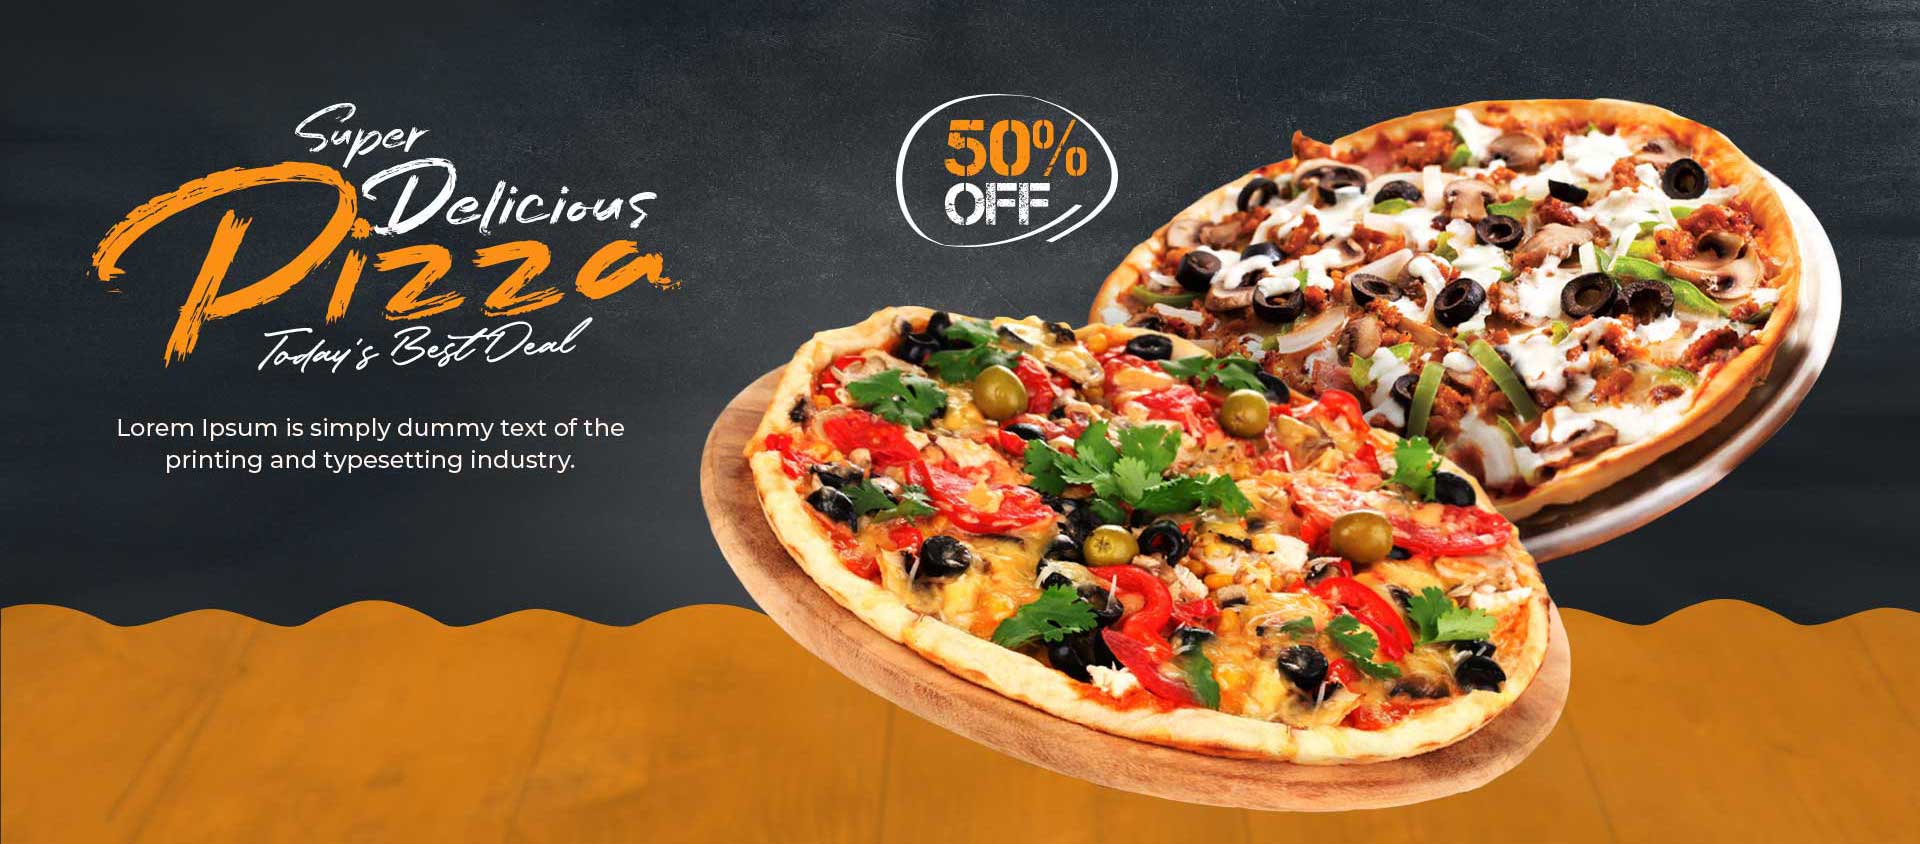 Super
Delicious
Pizza
Today's Best Deal
Lorem Ipsum is simply dummy text of the
printing and typesetting industry.
50%
OFF